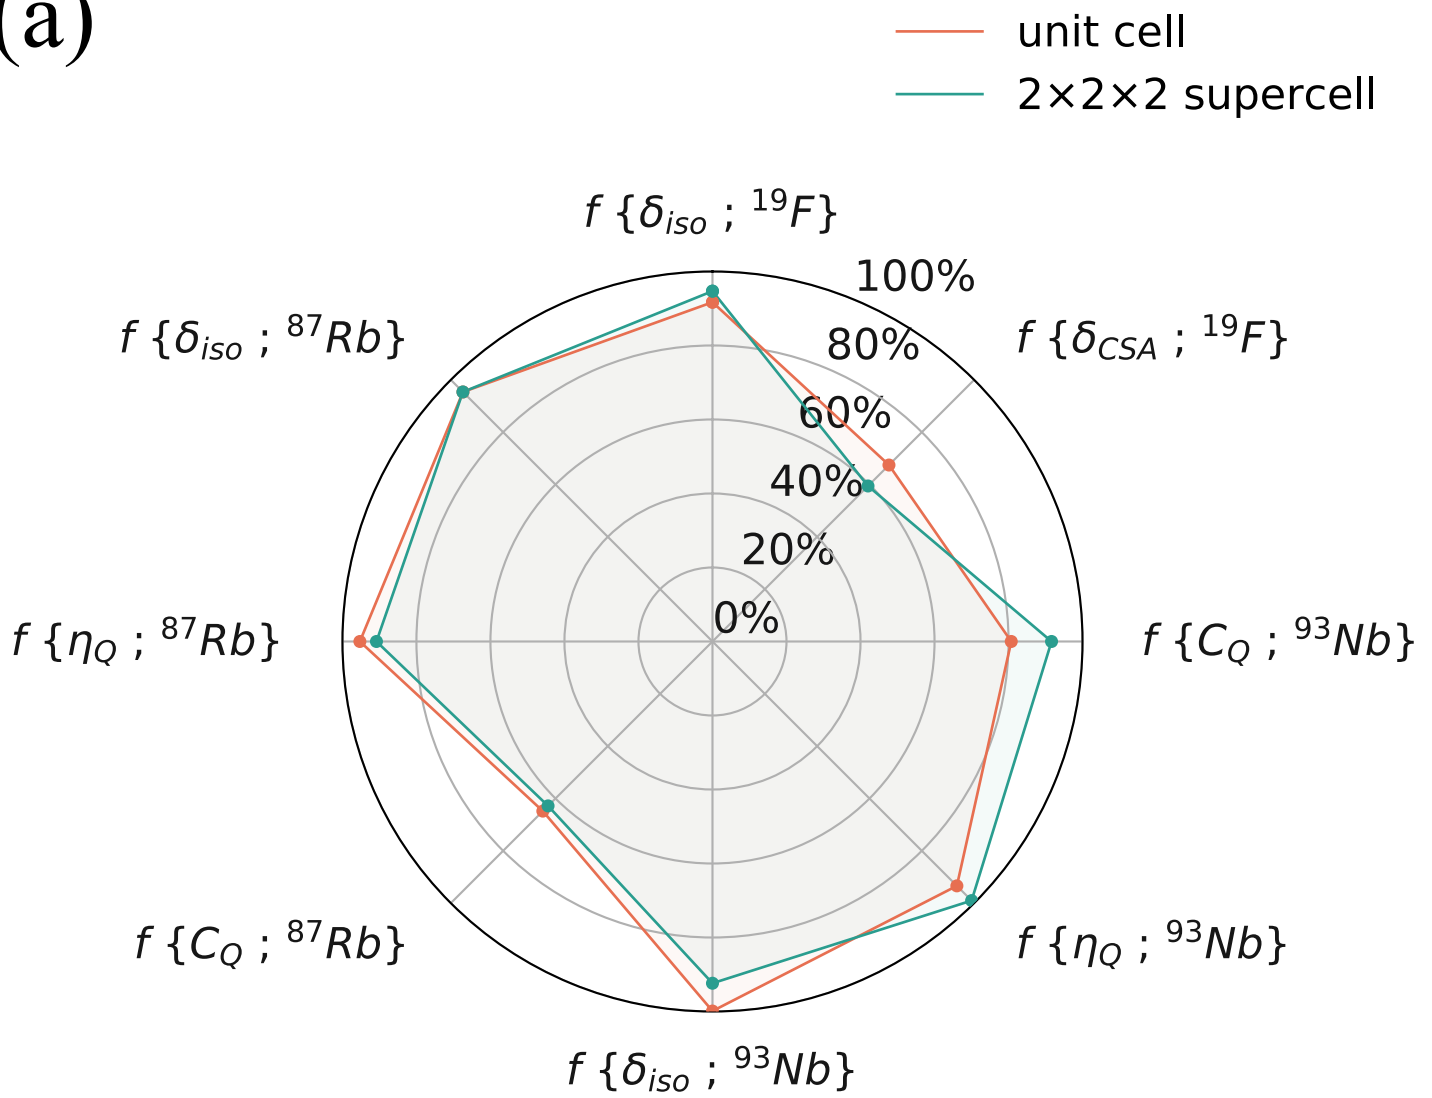 (a)
unit cell
2×2×2 supercell
f {δiso ; 19F}
100%
f {δiso ; 87Rb}
80%
f {δCSA ; 19F}
60%
40%
20%
0%
f {ηQ ; 87Rb}
f {CQ ; 93Nb}
f {CQ ; 87Rb}
f {ηQ ; 93Nb}
f {δiso ; 93Nb}